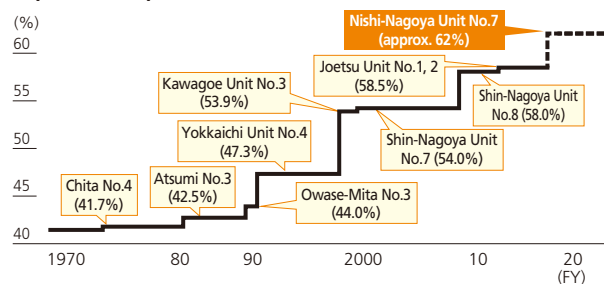 (%)
60
55
50
45
40
Nishi-Nagoya Unit No.7
(approx. 62%)
Joetsu Unit No.1, 2
(58.5%)
Kawagoe Unit No.3
(53.9%)
Shin-Nagoya Unit
No.8 (58.0%)
Yokkaichi Unit No.4
(47.3%)
Shin-Nagoya Unit
No.7 (54.0%)
Chita No.4
(41.7%)
Atsumi No.3
(42.5%)
Owase-Mita No.3
(44.0%)
1970
80
90
2000
10
20
(FY)